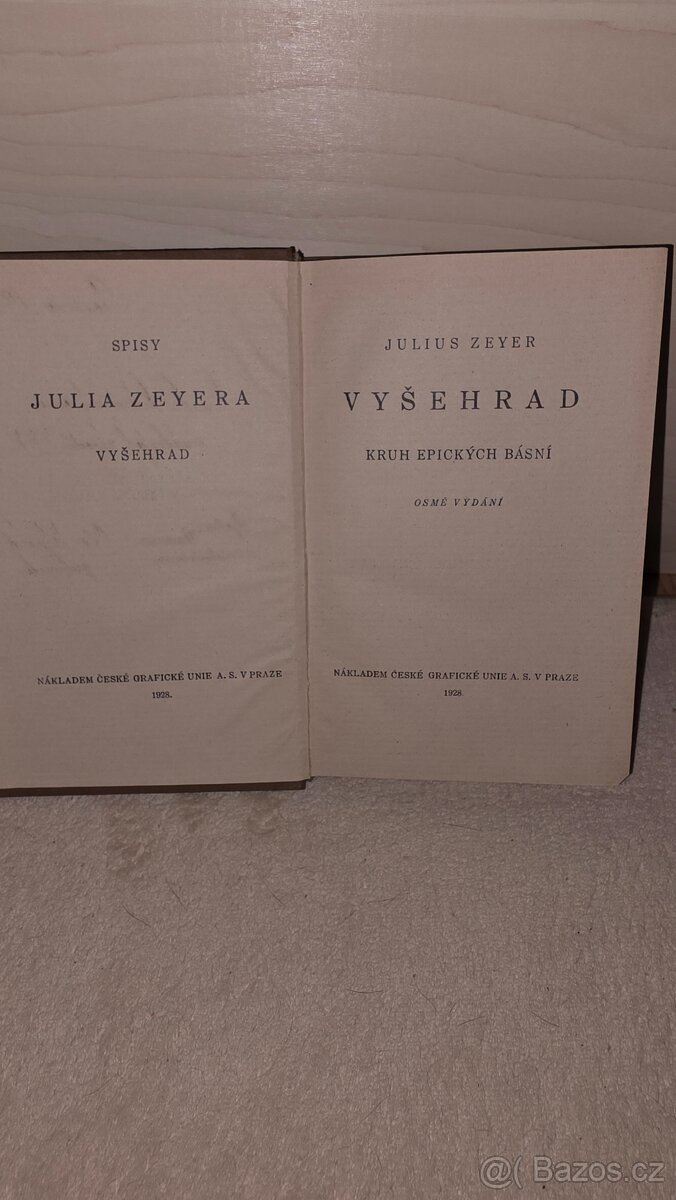 SPISY
JULIA ZEYERA
VYŠEHRAD
NÁKLADEM ČESKÉ GRAFICKÉ UNIE A. S. V PRAZE
1928.
JULIUS ZEYER
VYŠEHRAD
KRUH EPICKÝCH BÁSNÍ
OSMÉ VYDÁNÍ
NÁKLADEM ČESKÉ GRAFICKÉ UNIE A. S. V PRAZE
1928
@( Bazos.cz